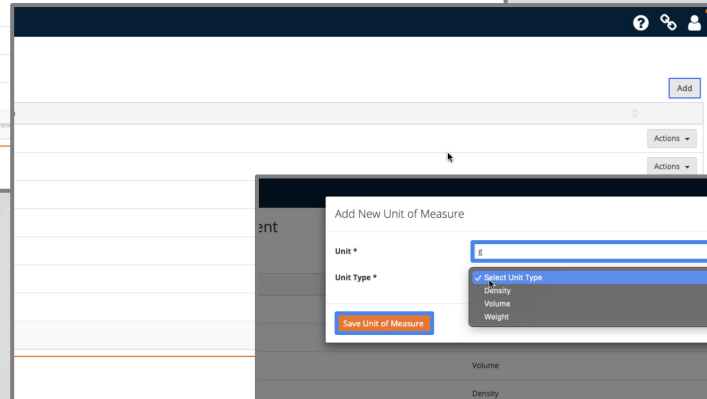 Add
Actions
Actions
Add New Unit of Measure
Unit *
g
Unit Type *
Select Unit Type
Density
Volume
Weight
Save Unit of Measure
Volume
Density